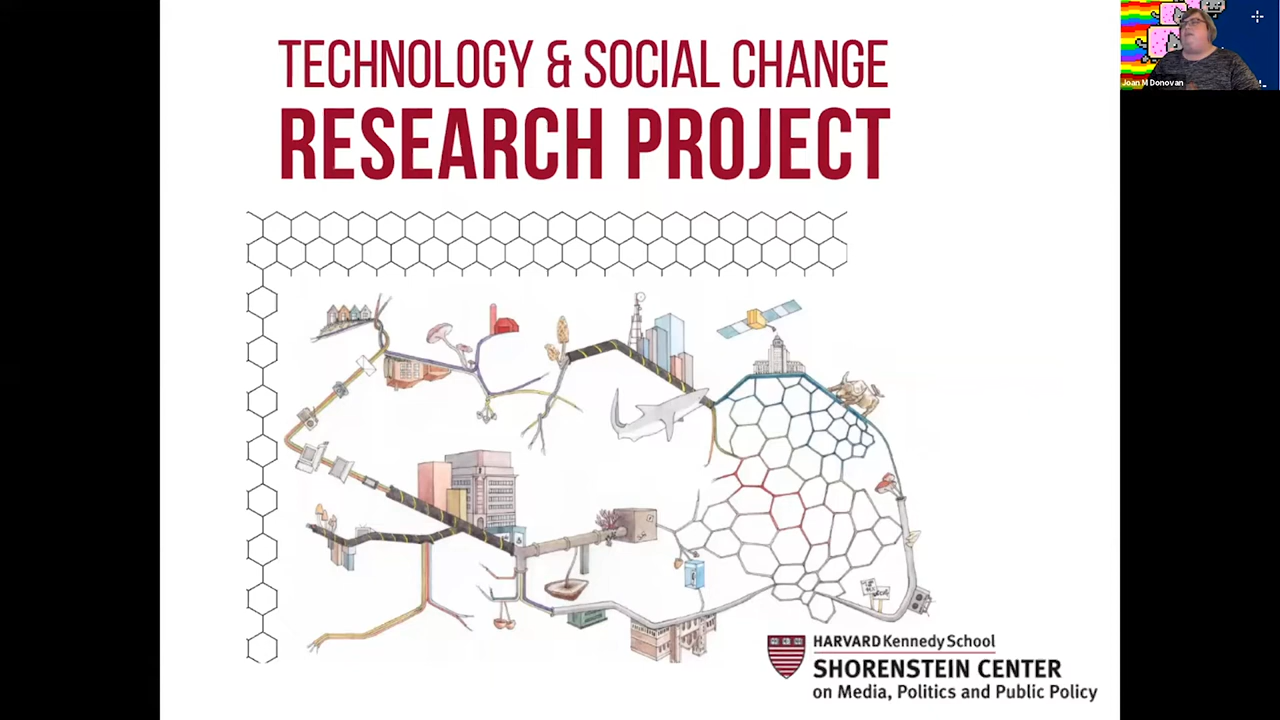 TECHNOLOGY & SOCIAL CHANGE
RESEARCH PROJECT
Joan M Donovan
HARVARD Kennedy School
SHORENSTEIN CENTER
on Media, Politics and Public Policy